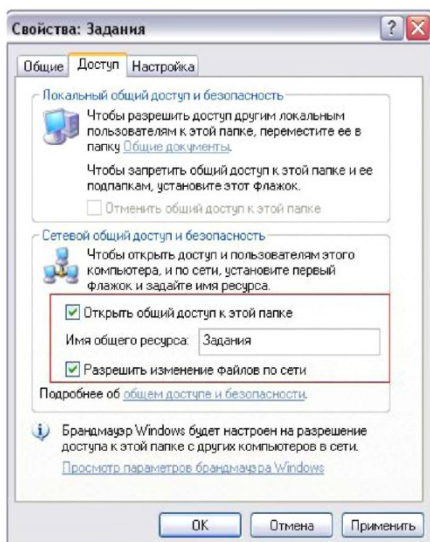 Свойства: Задания
Общие Доступ Настройка
Локальный общий доступ и безопасность
Чтобы разрешить доступ другим локальным
пользователям к этой папке, переместите ее в
папку Общие документы.
Чтобы запретить общий доступ к этой папке и ее
подпапкам, установите этот флажок.
Отменить общий доступ к этой папке
Сетевой общий доступ и безопасность
Чтобы открыть доступ и пользователям этого
компьютера, и по сети, установите первый
флажок и задайте имя ресурса.
Открыть общий доступ к этой папке
Имя общего ресурса: Задания
Разрешить изменение файлов по сети
Подробнее об общем доступе и безопасности.
Брандмауэр Windows будет настроен на разрешение
доступа к этой папке с других компьютеров в сети.
Просмотр параметров брандмауэра Windows
ОК Отмена Применить